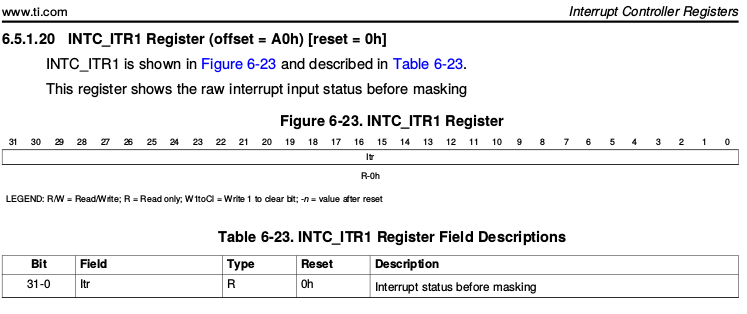 www.ti.com Interrupt Controller Registers
6.5.1.20 INTC_ITR1 Register (offset = A0h) [reset = 0h]
INTC_ITR1 is shown in Figure 6-23 and described in Table 6-23.
This register shows the raw interrupt input status before masking
Figure 6-23. INTC_ITR1 Register
31 30 29 28 27 26 25 24 23 22 21 20 19 18 17 16 15 14 13 12 11 10 9 8 7 6 5 4 3 2 1 0
Itr
R-0h
LEGEND: R/W = Read/Write; R = Read only; W1toCl = Write 1 to clear bit; -n = value after reset
Table 6-23. INTC_ITR1 Register Field Descriptions
Bit Field Type Reset Description
31-0 Itr R 0h Interrupt status before masking